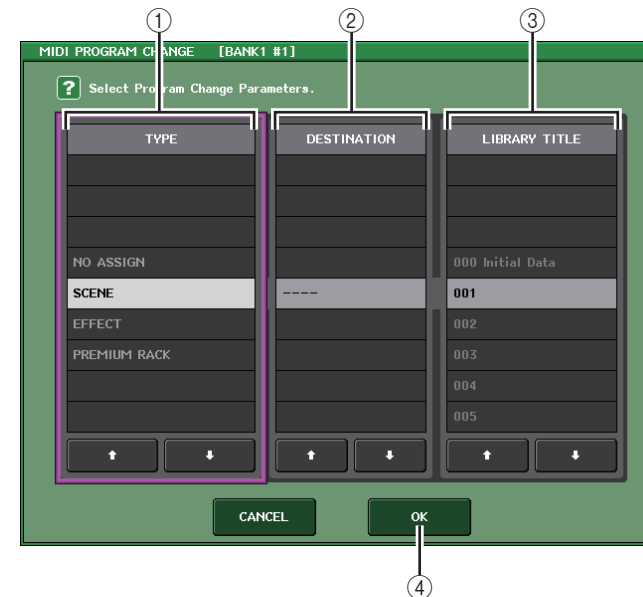 ① ② ③
MIDI PROGRAM CHANGE [BANK1 #1]
? Select Program Change Parameters.
TYPE DESTINATION LIBRARY TITLE
NO ASSIGN 000 Initial Data
SCENE ---- 001
EFFECT 002
PREMIUM RACK 003
004
005
CANCEL OK
④